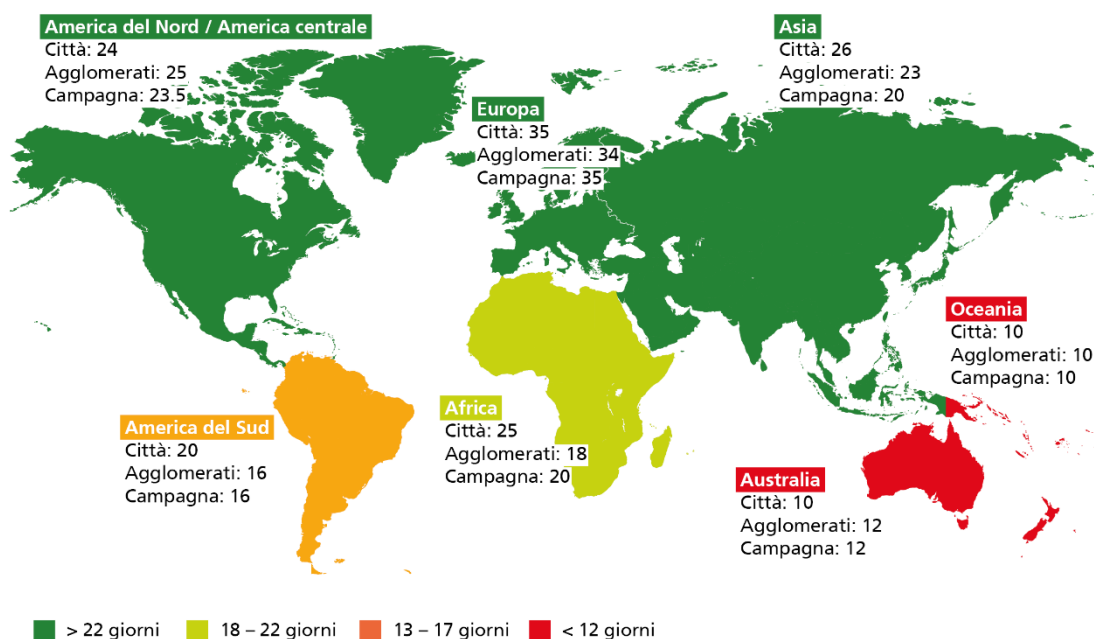 America del Nord / America centrale
Città: 24
Agglomerati: 25
Campagna: 23.5
Asia
Città: 26
Agglomerati: 23
Campagna: 20
Europa
Città: 35
Agglomerati: 34
Campagna: 35
Oceania
Città: 10
Agglomerati: 10
Campagna: 10
America del Sud
Città: 20
Agglomerati: 16
Campagna: 16
Africa
Città: 25
Agglomerati: 18
Campagna: 20
Australia
Città: 10
Agglomerati: 12
Campagna: 12
> 22 giorni 18 – 22 giorni 13 – 17 giorni < 12 giorni